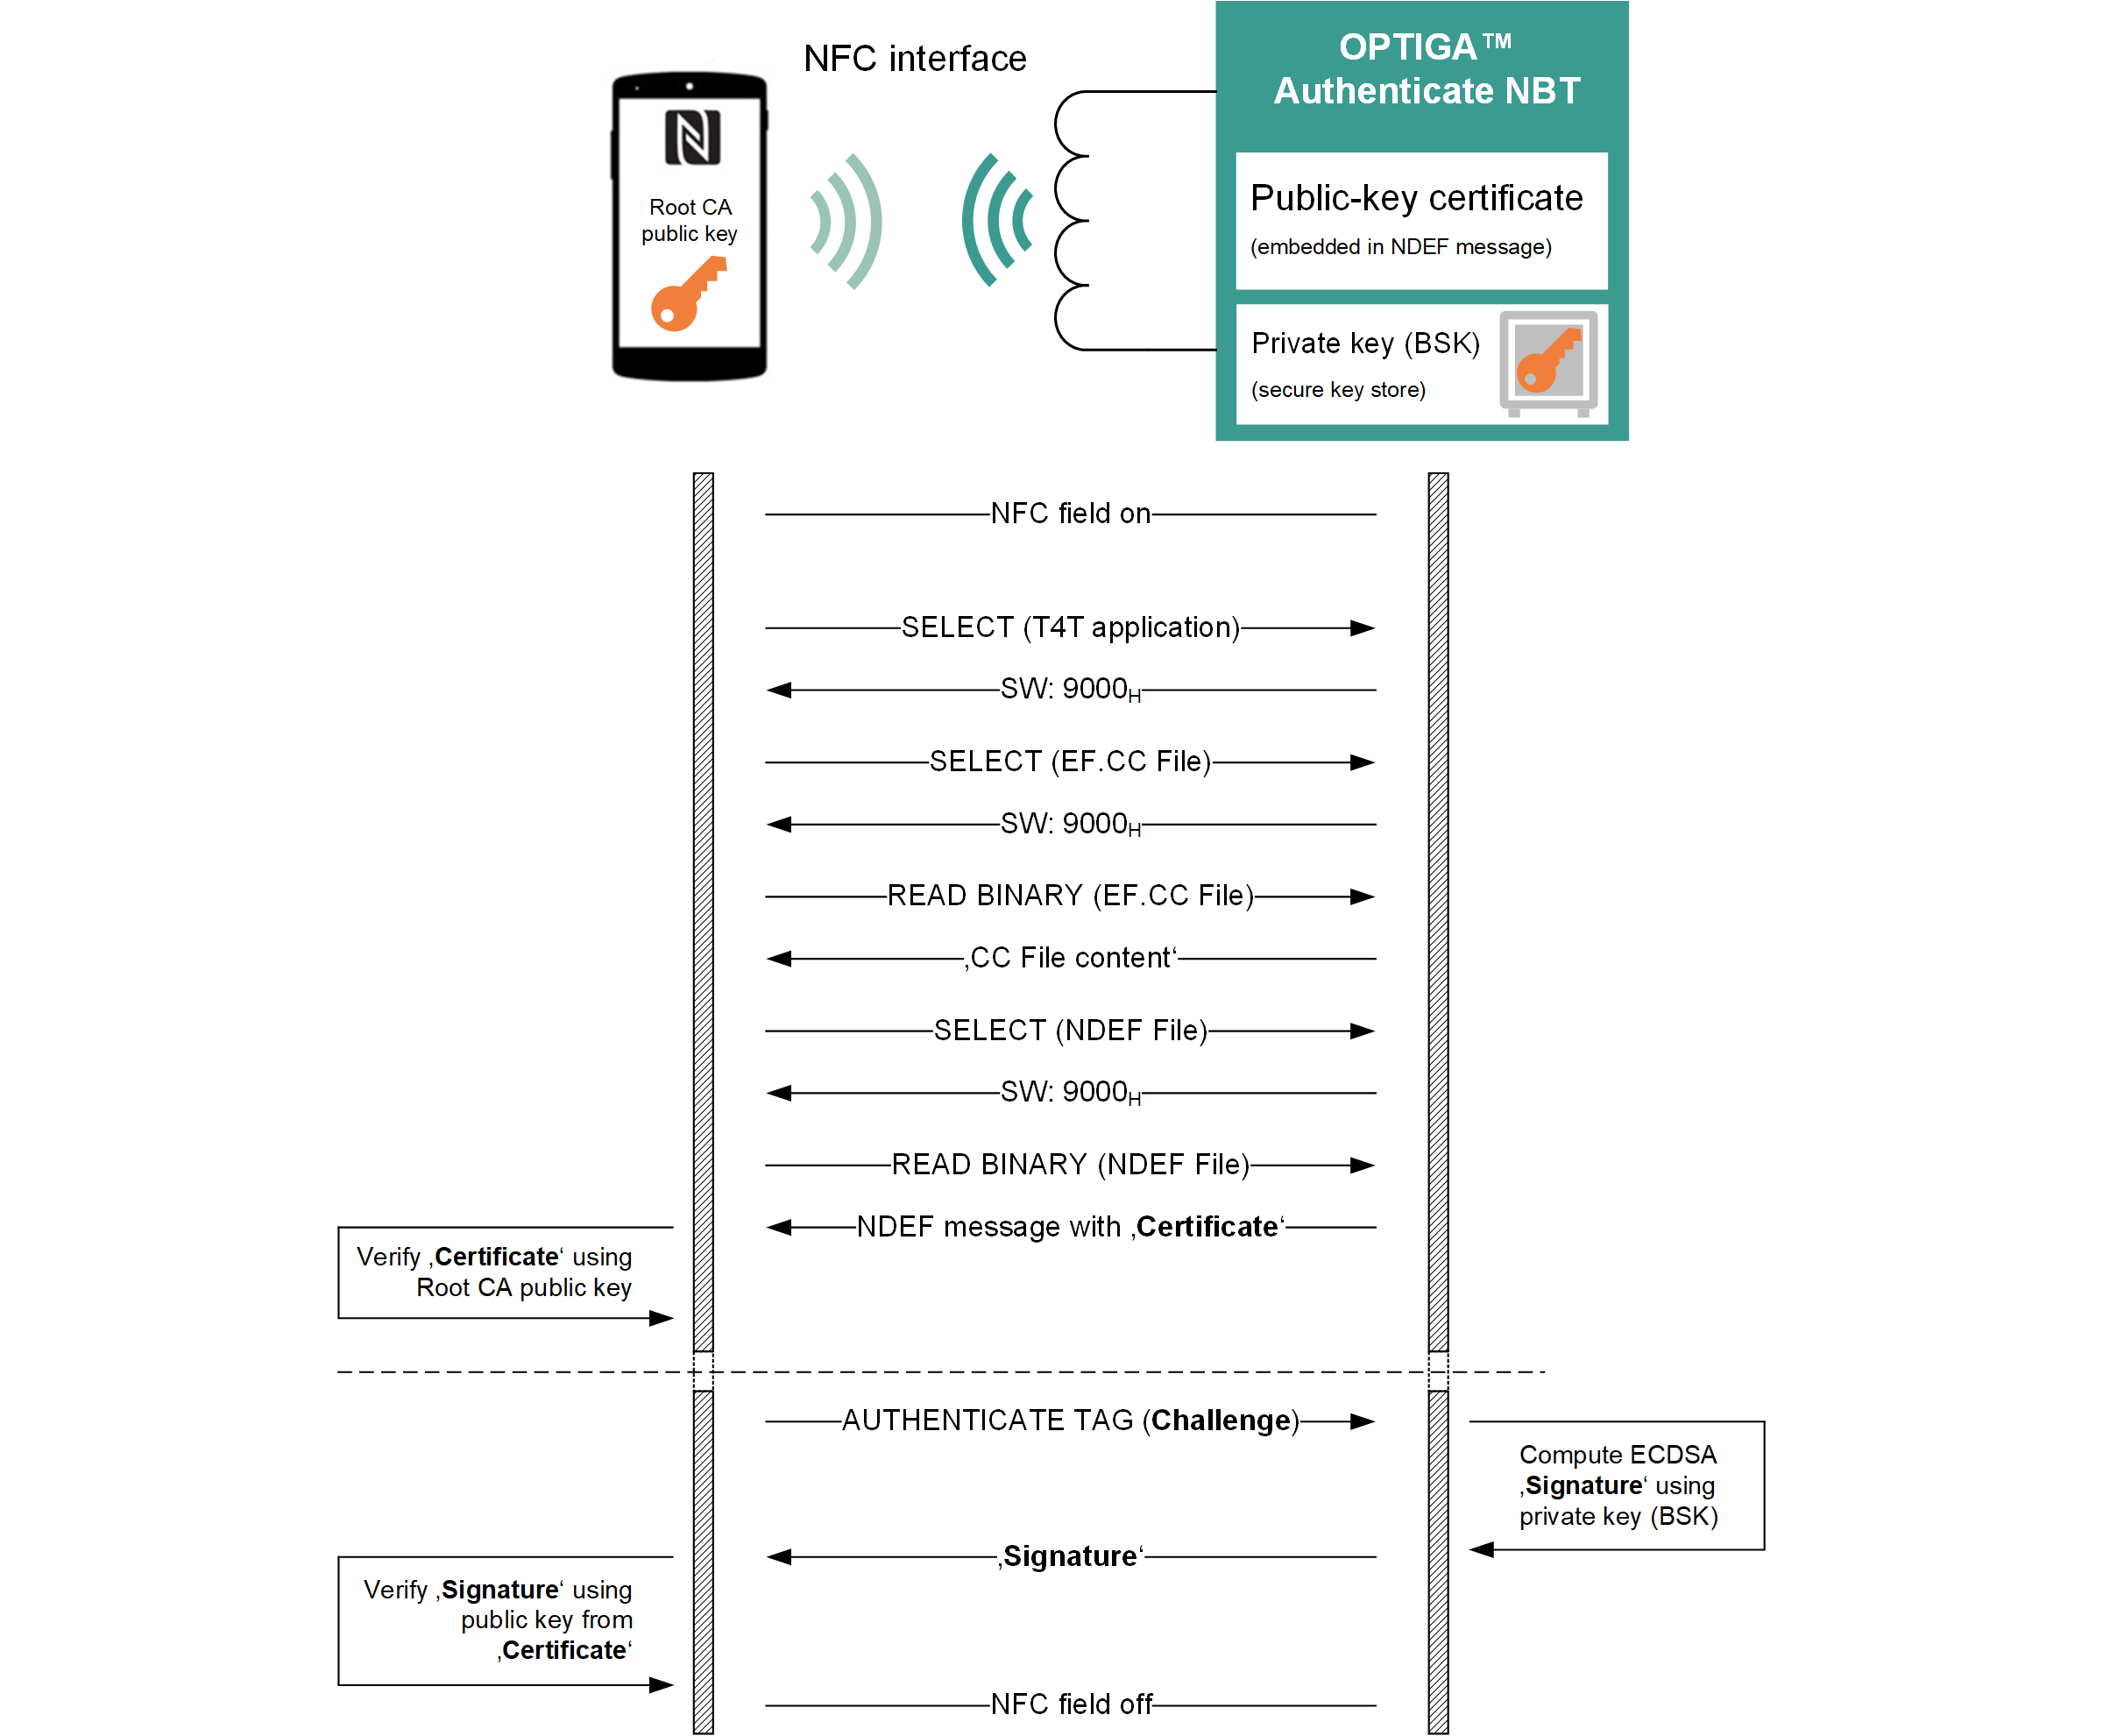 NFC interface
OPTIGA™
Authenticate NBT
Root CA
public key
Public-key certificate
(embedded in NDEF message)
Private key (BSK)
(secure key store)
NFC field on
SELECT (T4T application)
SW: 9000H
SELECT (EF.CC File)
SW: 9000H
READ BINARY (EF.CC File)
‚CC File content‘
SELECT (NDEF File)
SW: 9000H
READ BINARY (NDEF File)
NDEF message with ‚Certificate‘
Verify ‚Certificate‘ using
Root CA public key
AUTHENTICATE TAG (Challenge)
Compute ECDSA
‚Signature‘ using
private key (BSK)
‚Signature‘
Verify ‚Signature‘ using
public key from
‚Certificate‘
NFC field off